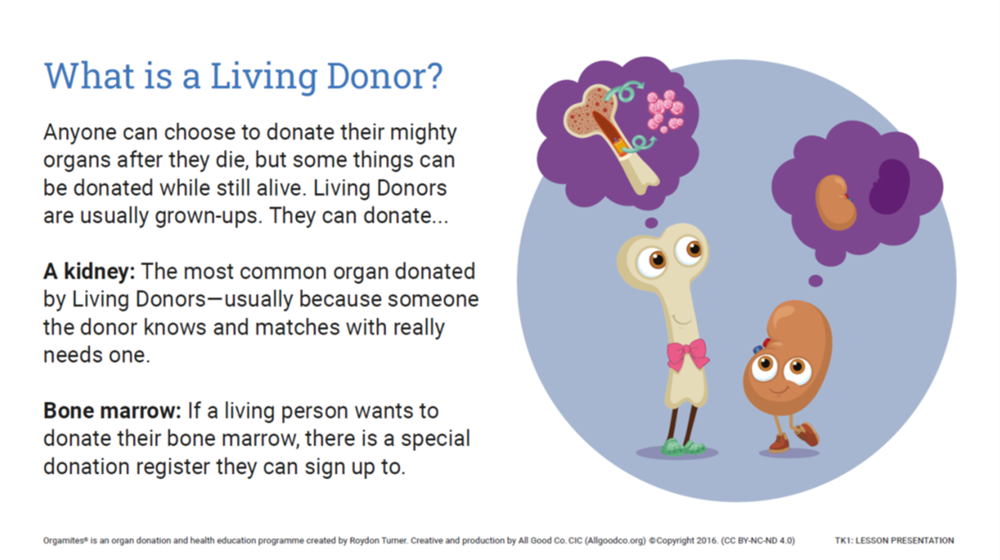 What is a Living Donor?
Anyone can choose to donate their mighty
organs after they die, but some things can
be donated while still alive. Living Donors
are usually grown-ups. They can donate...
A kidney: The most common organ donated
by Living Donors—usually because someone
the donor knows and matches with really
needs one.
Bone marrow: If a living person wants to
donate their bone marrow, there is a special
donation register they can sign up to.
Orgamites® is an organ donation and health education programme created by Roydon Turner. Creative and production by All Good Co. CIC (Allgoodco.org) ©Copyright 2016. (CC BY-NC-ND 4.0)
TK1: LESSON PRESENTATION